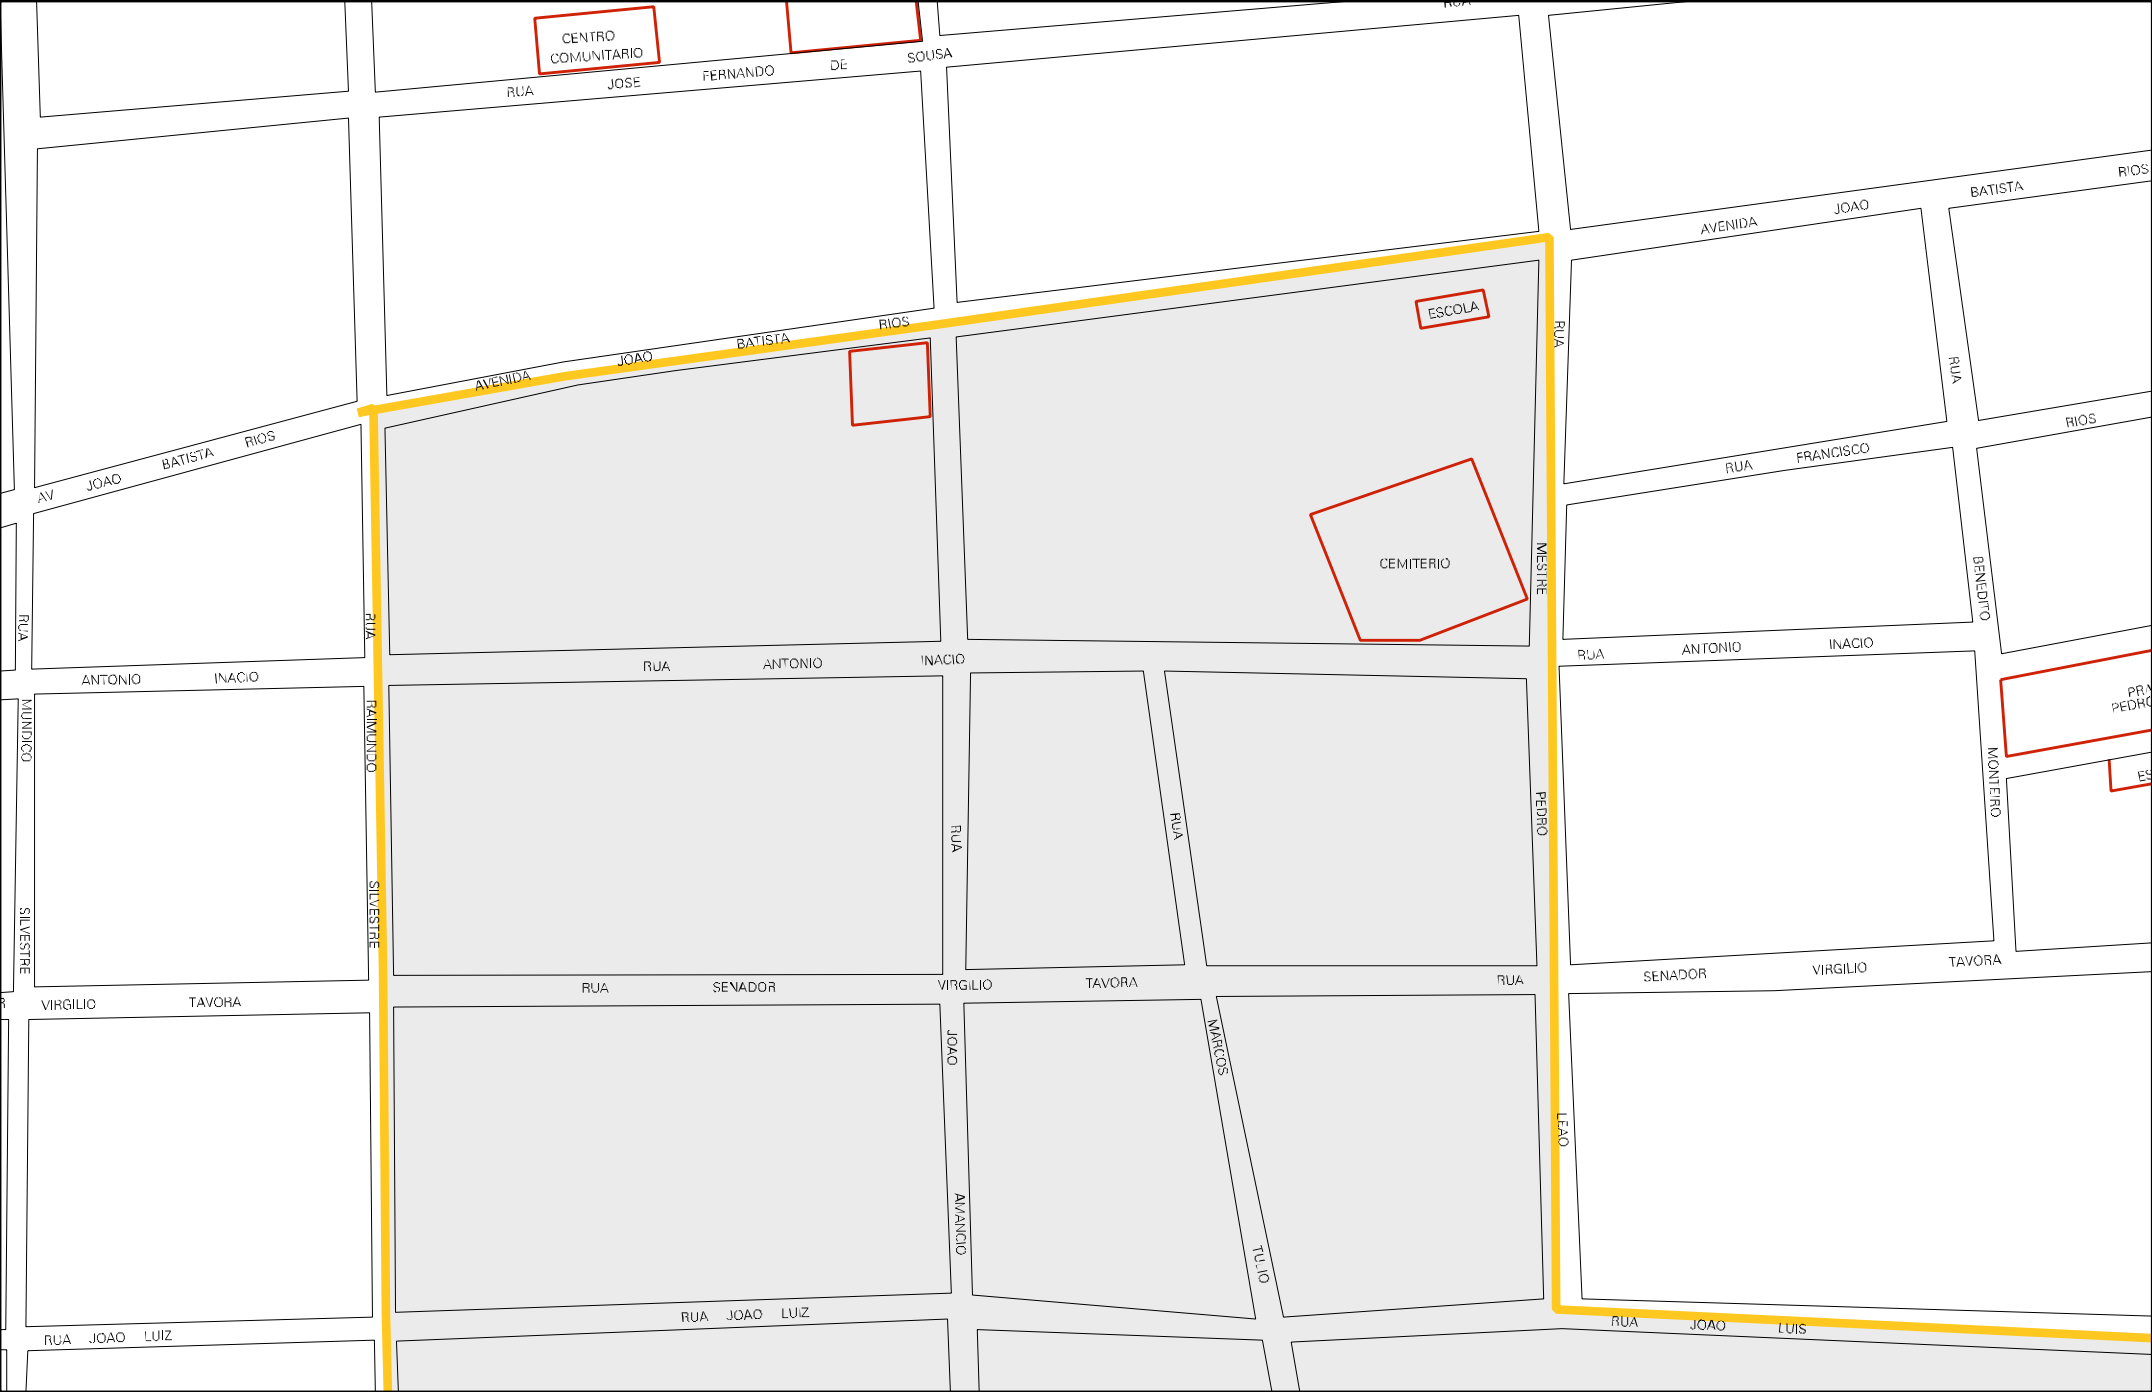 CENTRO
COMUNITARIO
RUA JOSE FERNANDO DE SOUSA
AVENIDA JOAO BATISTA RIOS
AVENIDA JOAO BATISTA RIOS
AV JOAO BATISTA RIOS
ESCOLA
RUA FRANCISCO RIOS
CEMITERIO
RUA MUNDICO SILVESTRE
RUA RAIMUNDO SILVESTRE
RUA MESTRE PEDRO LEAO
RUA BENEDITO MONTEIRO
ANTONIO INACIO
RUA ANTONIO INACIO
RUA ANTONIO INACIO
RUA JOAO AMANCIO
RUA MARCOS TULIO
VIRGILIO TAVORA
RUA SENADOR VIRGILIO TAVORA
RUA SENADOR VIRGILIO TAVORA
RUA JOAO LUIZ
RUA JOAO LUIZ
RUA JOAO LUIS